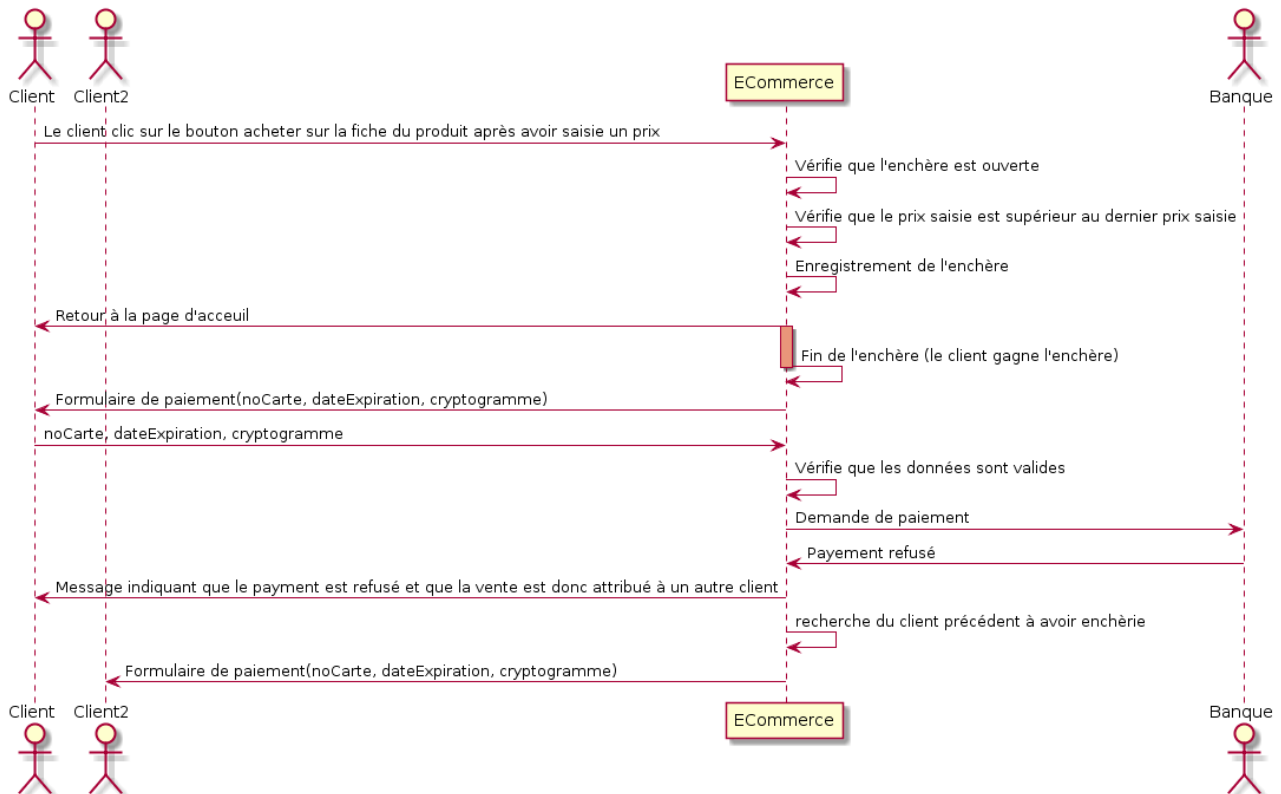 Client
Client2
ECommerce
Banque
Le client clic sur le bouton acheter sur la fiche du produit après avoir saisie un prix
Vérifie que l'enchère est ouverte
Vérifie que le prix saisie est supérieur au dernier prix saisie
Enregistrement de l'enchère
Retour à la page d'acceuil
Fin de l'enchère (le client gagne l'enchère)
Formulaire de paiement(noCarte, dateExpiration, cryptogramme)
noCarte, dateExpiration, cryptogramme
Vérifie que les données sont valides
Demande de paiement
Payement refusé
Message indiquant que le payment est refusé et que la vente est donc attribué à un autre client
recherche du client précédent à avoir enchèrie
Formulaire de paiement(noCarte, dateExpiration, cryptogramme)
Client
Client2
ECommerce
Banque